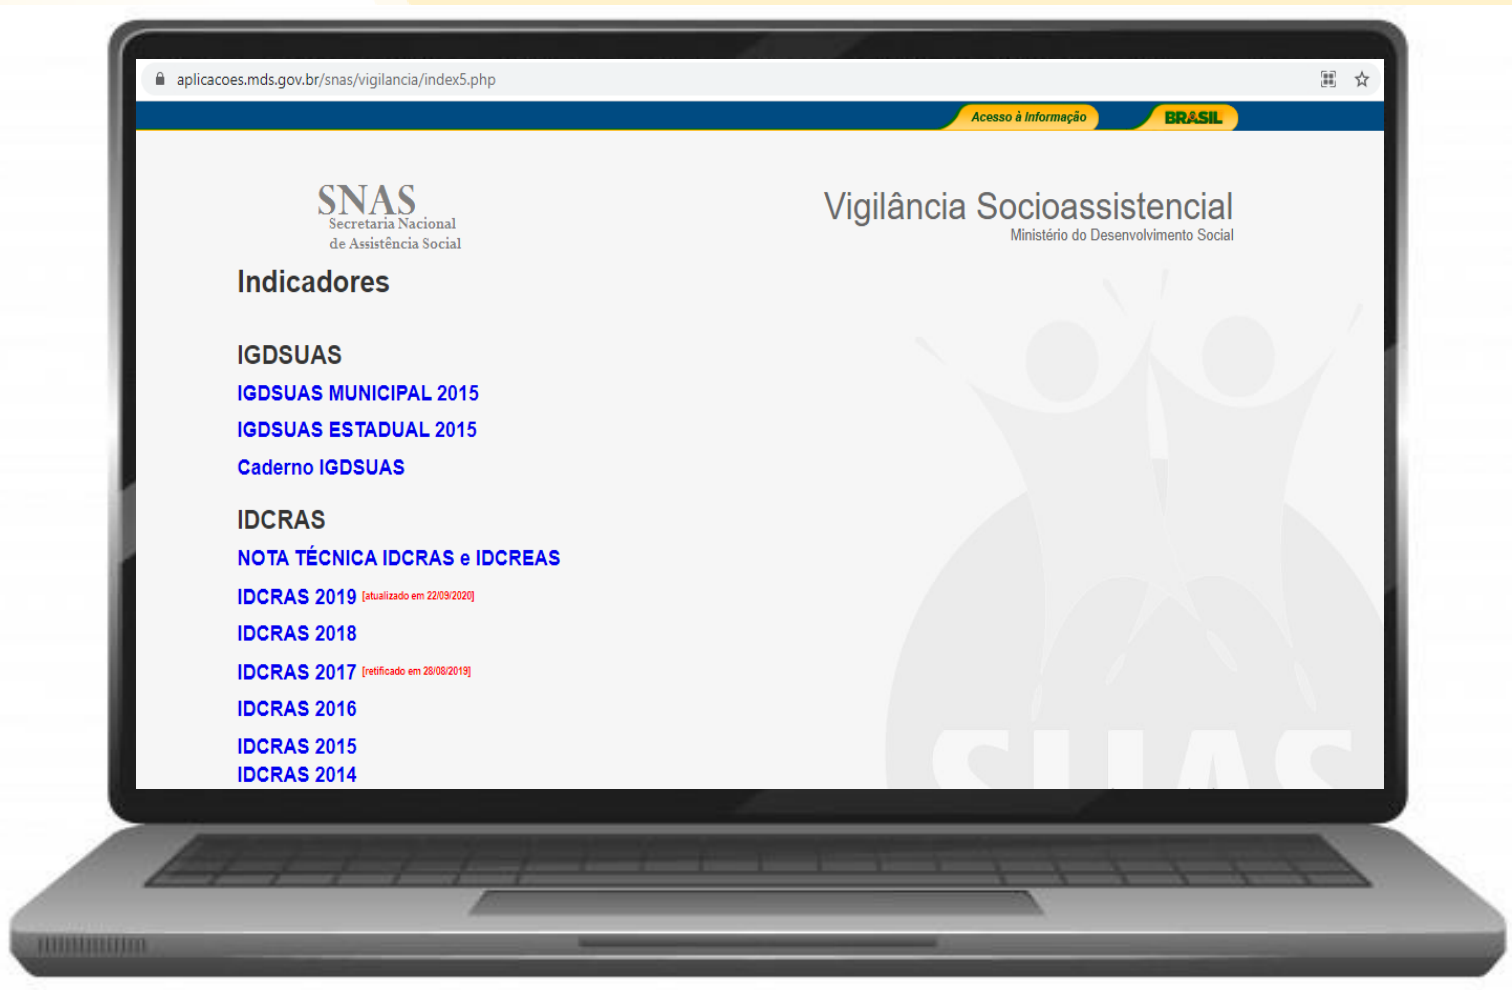 aplicacoes.mds.gov.br/snas/vigilancia/index5.php
Acesso à Informação
BRASIL
SNAS
Secretaria Nacional
de Assistência Social
Vigilância Socioassistencial
Ministério do Desenvolvimento Social
Indicadores
IGDSUAS
IGDSUAS MUNICIPAL 2015
IGDSUAS ESTADUAL 2015
Caderno IGDSUAS
IDCRAS
NOTA TÉCNICA IDCRAS e IDCREAS
IDCRAS 2019 [atualizado em 22/09/2020]
IDCRAS 2018
IDCRAS 2017 [retificado em 28/08/2019]
IDCRAS 2016
IDCRAS 2015
IDCRAS 2014
SUAS